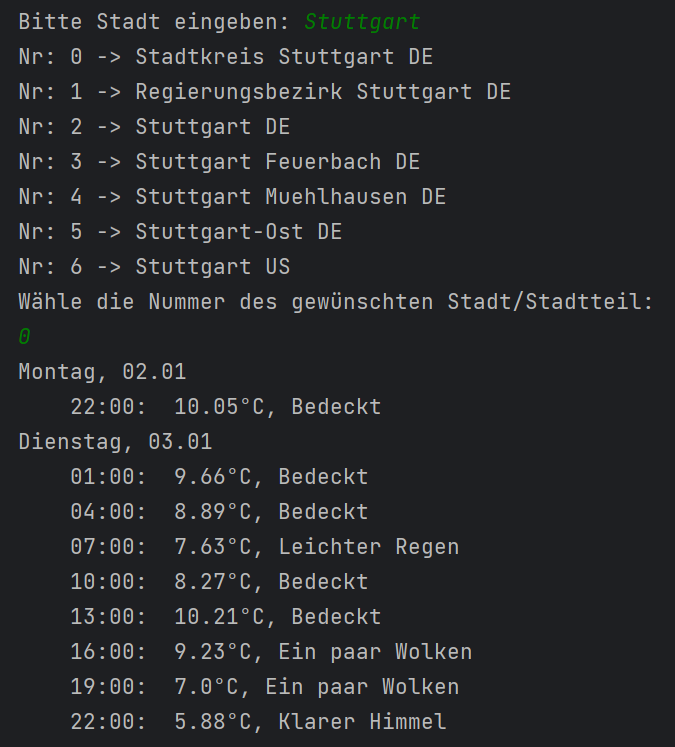 Bitte Stadt eingeben: Stuttgart
Nr: 0 -> Stadtkreis Stuttgart DE
Nr: 1 -> Regierungsbezirk Stuttgart DE
Nr: 2 -> Stuttgart DE
Nr: 3 -> Stuttgart Feuerbach DE
Nr: 4 -> Stuttgart Muehlhausen DE
Nr: 5 -> Stuttgart-Ost DE
Nr: 6 -> Stuttgart US
Wähle die Nummer des gewünschten Stadt/Stadtteil:
0
Montag, 02.01
    22:00:  10.05°C, Bedeckt
Dienstag, 03.01
    01:00:  9.66°C, Bedeckt
    04:00:  8.89°C, Bedeckt
    07:00:  7.63°C, Leichter Regen
    10:00:  8.27°C, Bedeckt
    13:00:  10.21°C, Bedeckt
    16:00:  9.23°C, Ein paar Wolken
    19:00:  7.0°C, Ein paar Wolken
    22:00:  5.88°C, Klarer Himmel